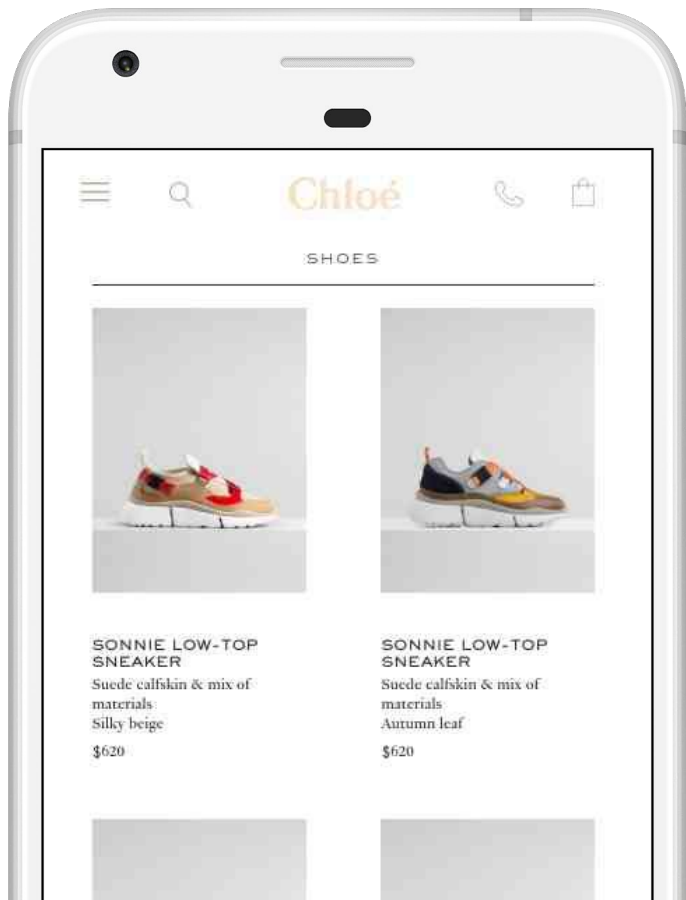 Chloé
SHOES
SONNIE LOW-TOP
SNEAKER
Suede calfskin & mix of
materials
Silky beige
$620
SONNIE LOW-TOP
SNEAKER
Suede calfskin & mix of
materials
Autumn leaf
$620